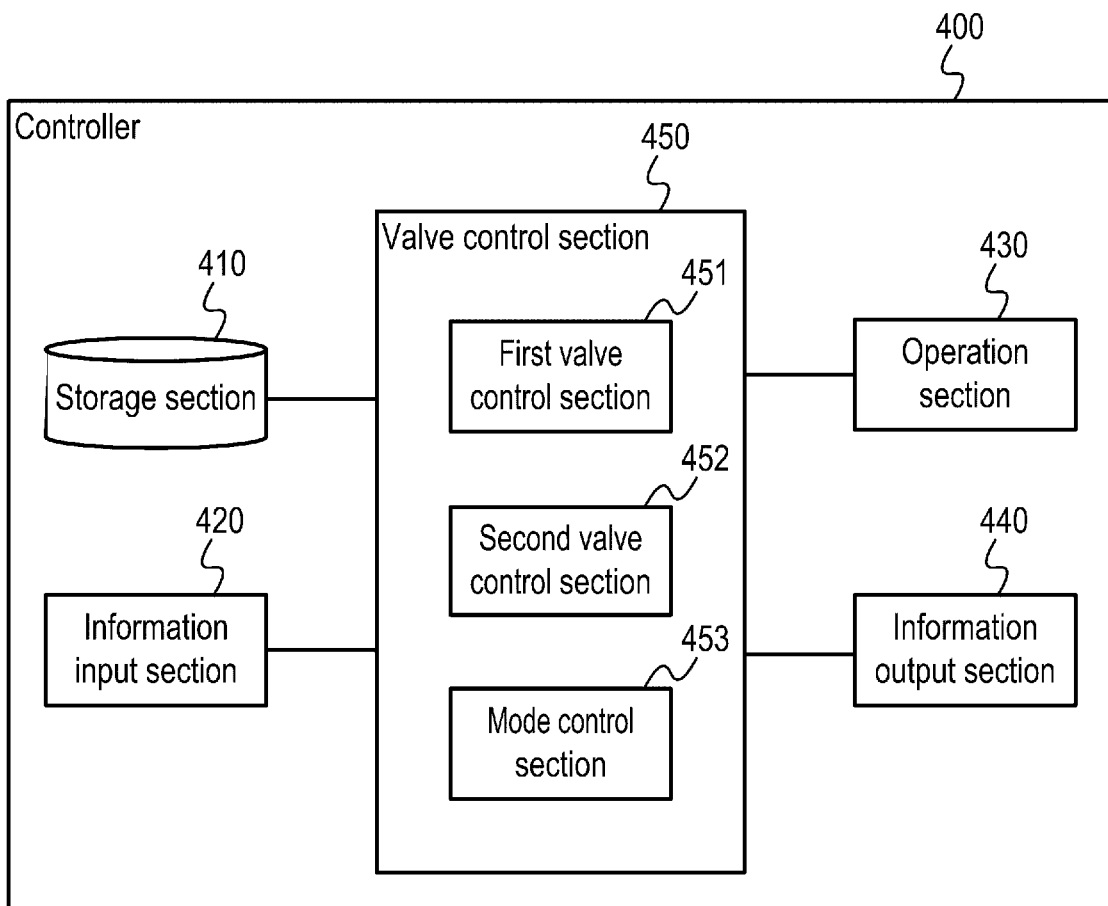 400
Controller
450
Valve control section
410
Storage section
451
First valve
control section
430
Operation
section
452
Second valve
control section
420
Information
input section
440
Information
output section
453
Mode control
section